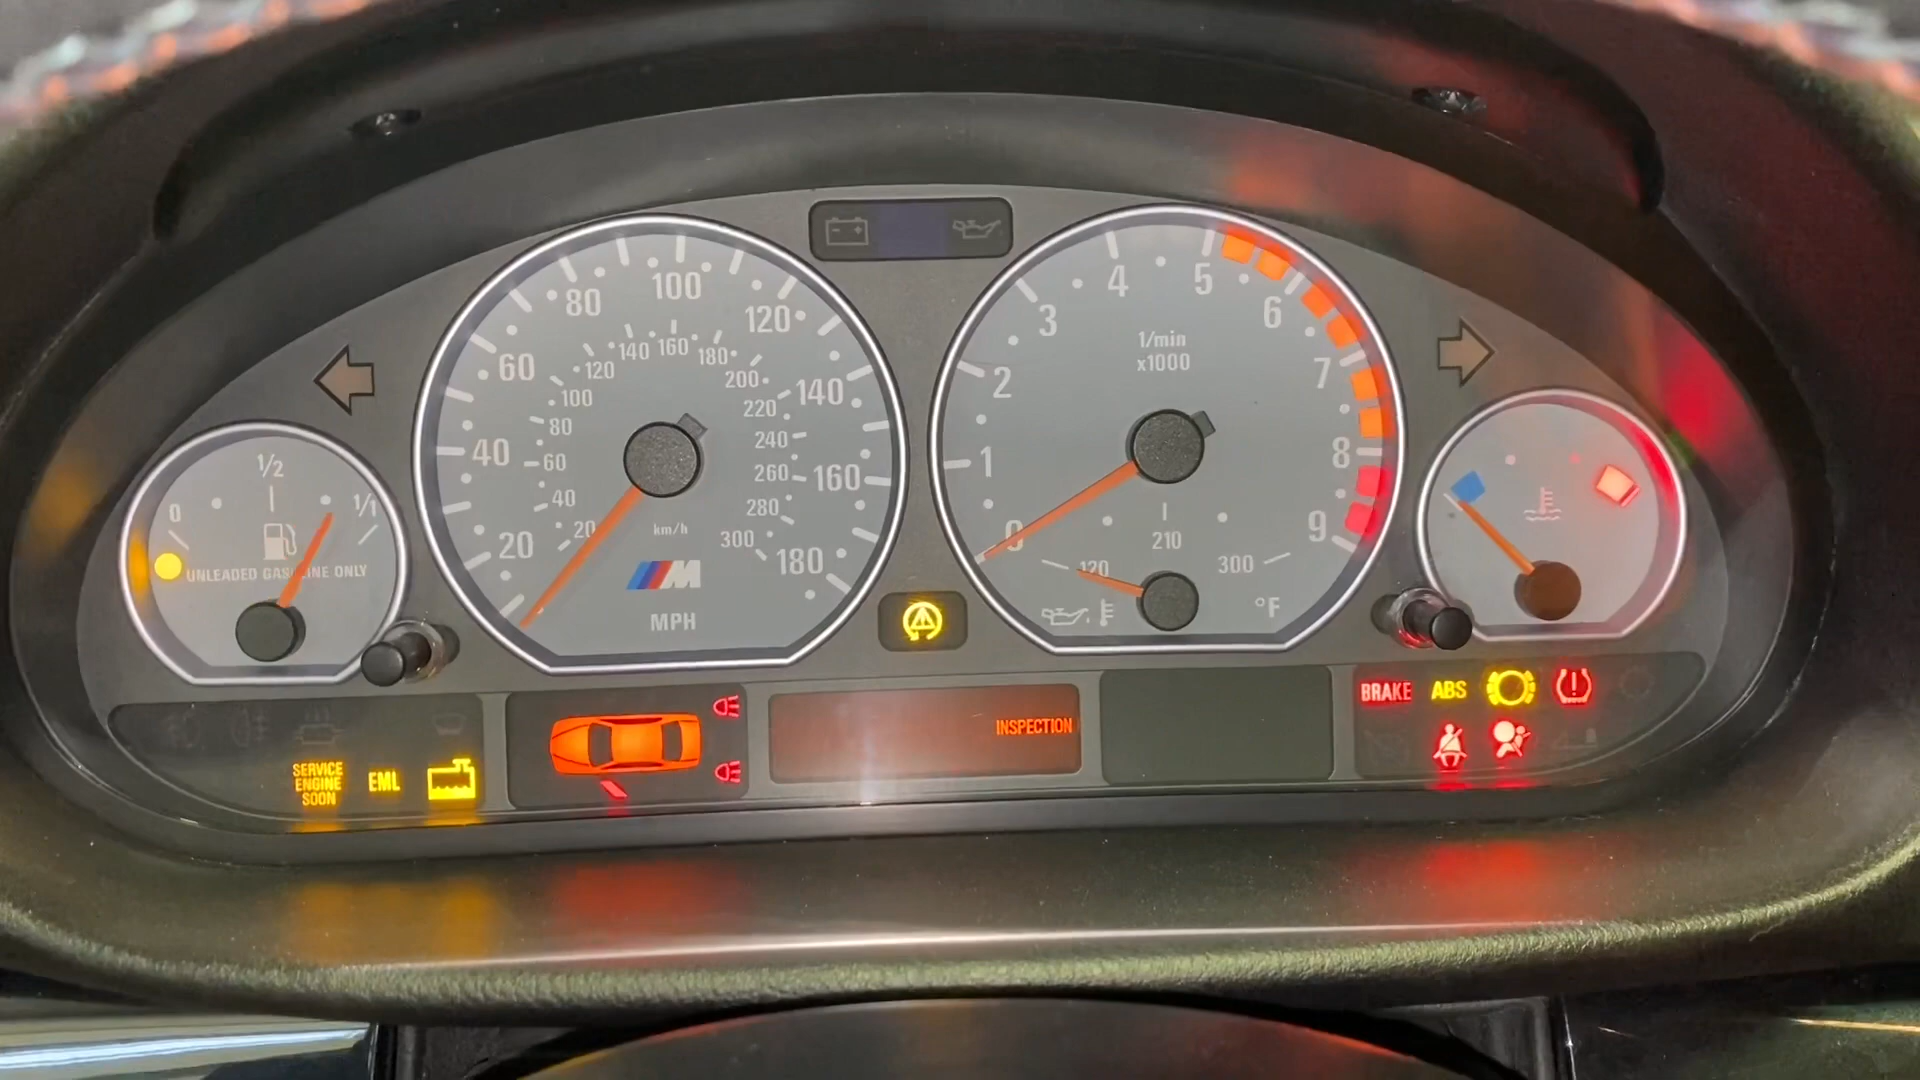 0
1/2
1/1
UNLEADED GASOLINE ONLY
20
40
60
80
100
120
140
160
180
20
40
60
80
100
120
140
160
180
200
220
240
260
280
300
km/h
M
MPH
0
1
2
3
4
5
6
7
8
9
1/min
x1000
120
210
300
°F
SERVICE
ENGINE
SOON
EML
INSPECTION
BRAKE
ABS